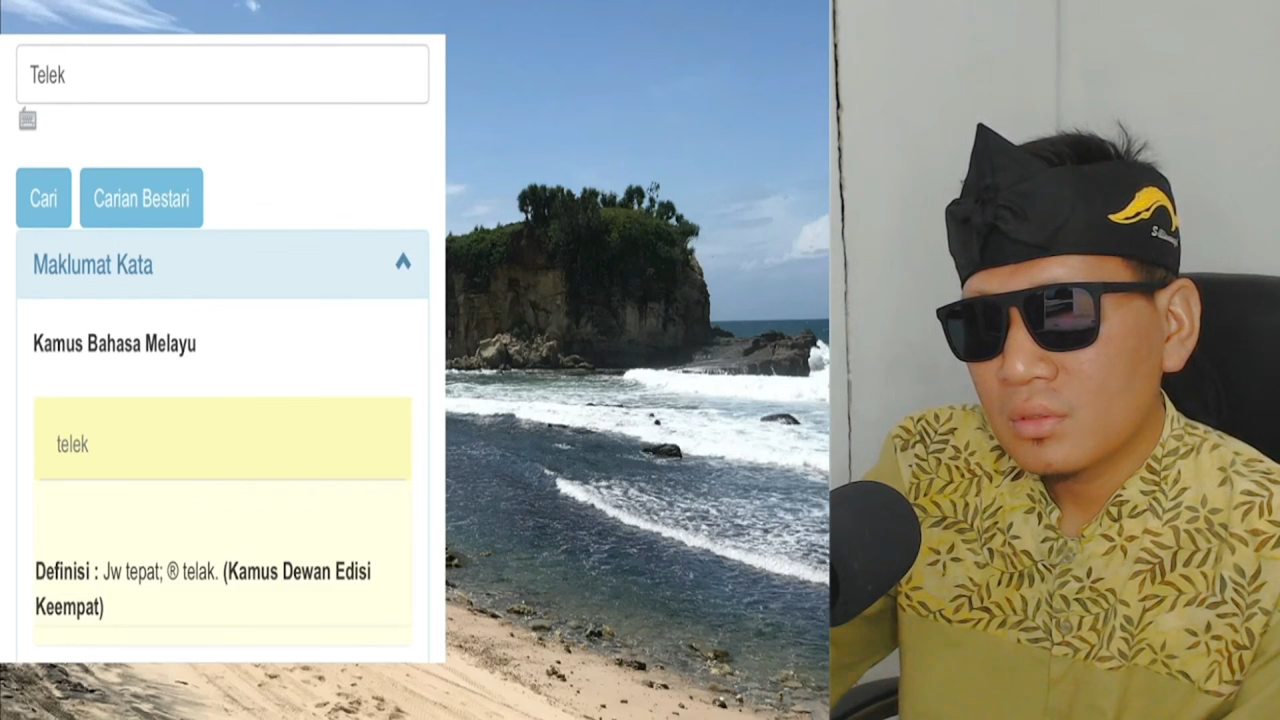 Telek
Cari
Carian Bestari
Maklumat Kata
Kamus Bahasa Melayu
telek
Definisi : Jw tepat; ® telak. (Kamus Dewan Edisi
Keempat)